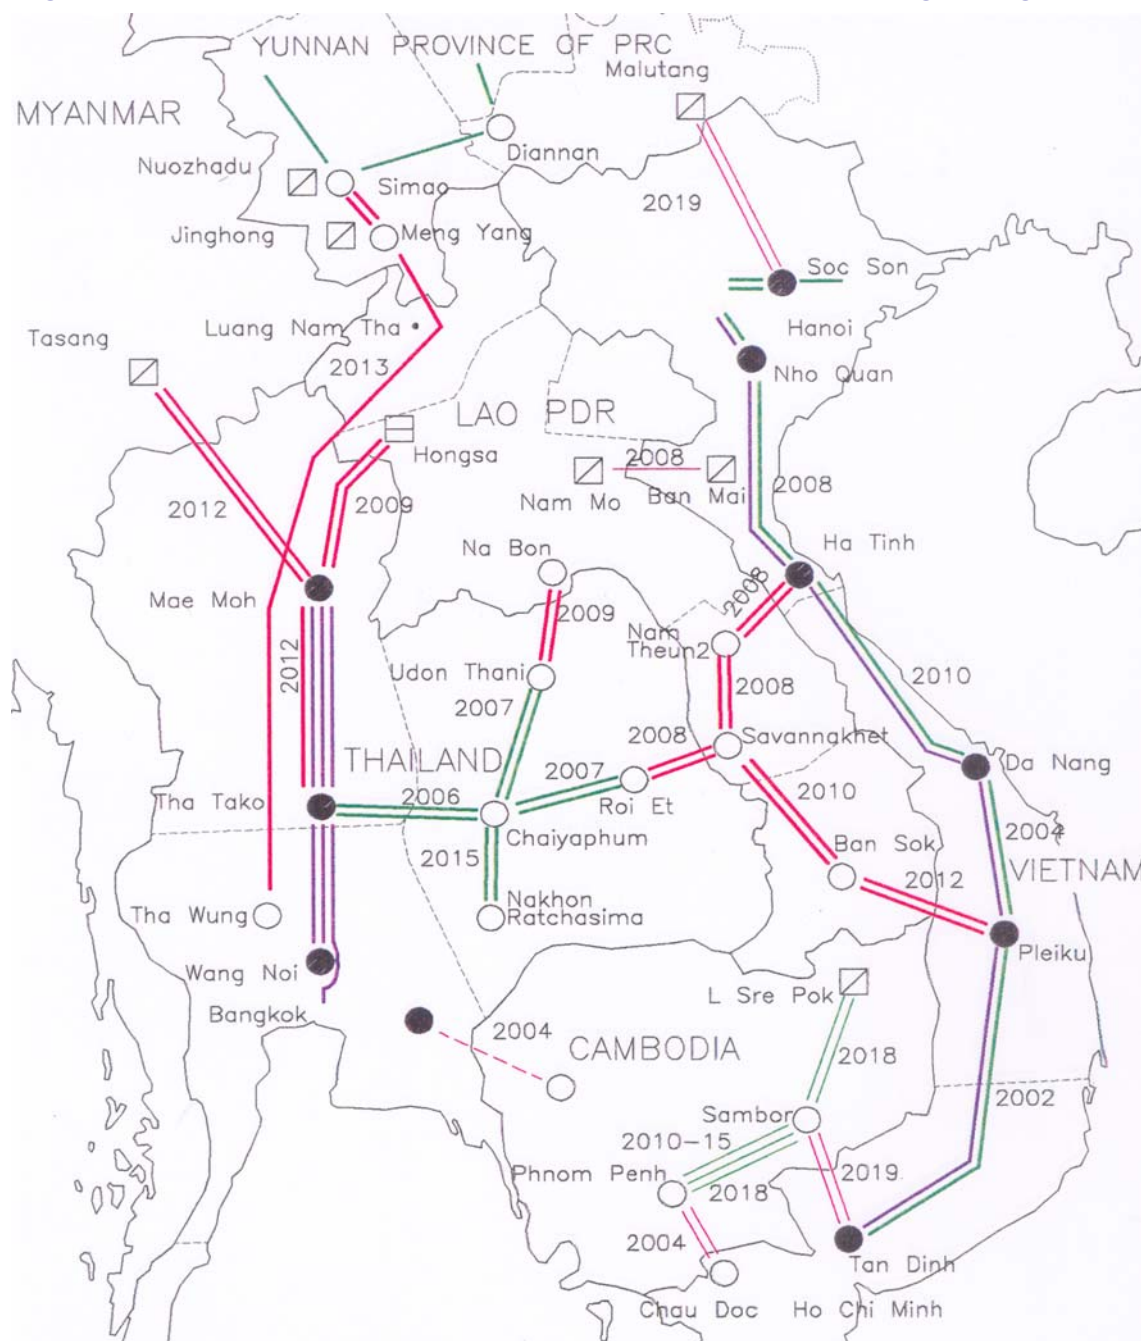 YUNNAN PROVINCE OF PRC
Malutang
MYANMAR
Diannan
Nuozhadu
Simao
2019
Jinghong
Meng Yang
Soc Son
Luang Nam Tha
Hanoi
Tasang
2013
Nho Quan
LAO PDR
Hongsa
2008
2008
Nam Mo
Ban Mai
2012
2009
Na Bon
Ha Tinh
2008
Mae Moh
2009
Nam
Theun2
2012
Udon Thani
2010
2007
2008
Savannakhet
2008
THAILAND
2007
Da Nang
Tha Tako
2006
Roi Et
2010
Chaiyaphum
2004
Ban Sok
2015
VIETNAM
2012
Nakhon
Ratchasima
Tha Wung
Pleiku
Wang Noi
L Sre Pok
Bangkok
2004
CAMBODIA
2018
2002
Sambor
2010-15
Phnom Penh
2019
2018
2004
Tan Dinh
Chau Doc
Ho Chi Minh